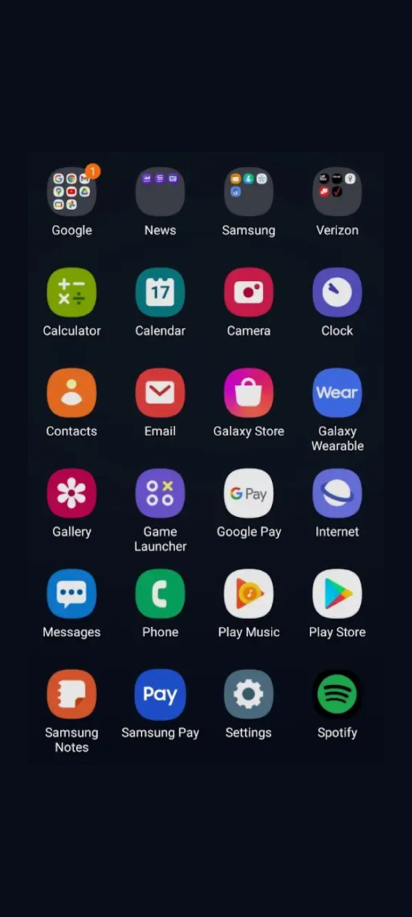 1
Google
News
Samsung
Verizon
17
Calculator
Calendar
Camera
Clock
Wear
Contacts
Email
Galaxy Store
Galaxy
Wearable
G Pay
Gallery
Game
Launcher
Google Pay
Internet
Messages
Phone
Play Music
Play Store
Pay
Samsung
Notes
Samsung Pay
Settings
Spotify